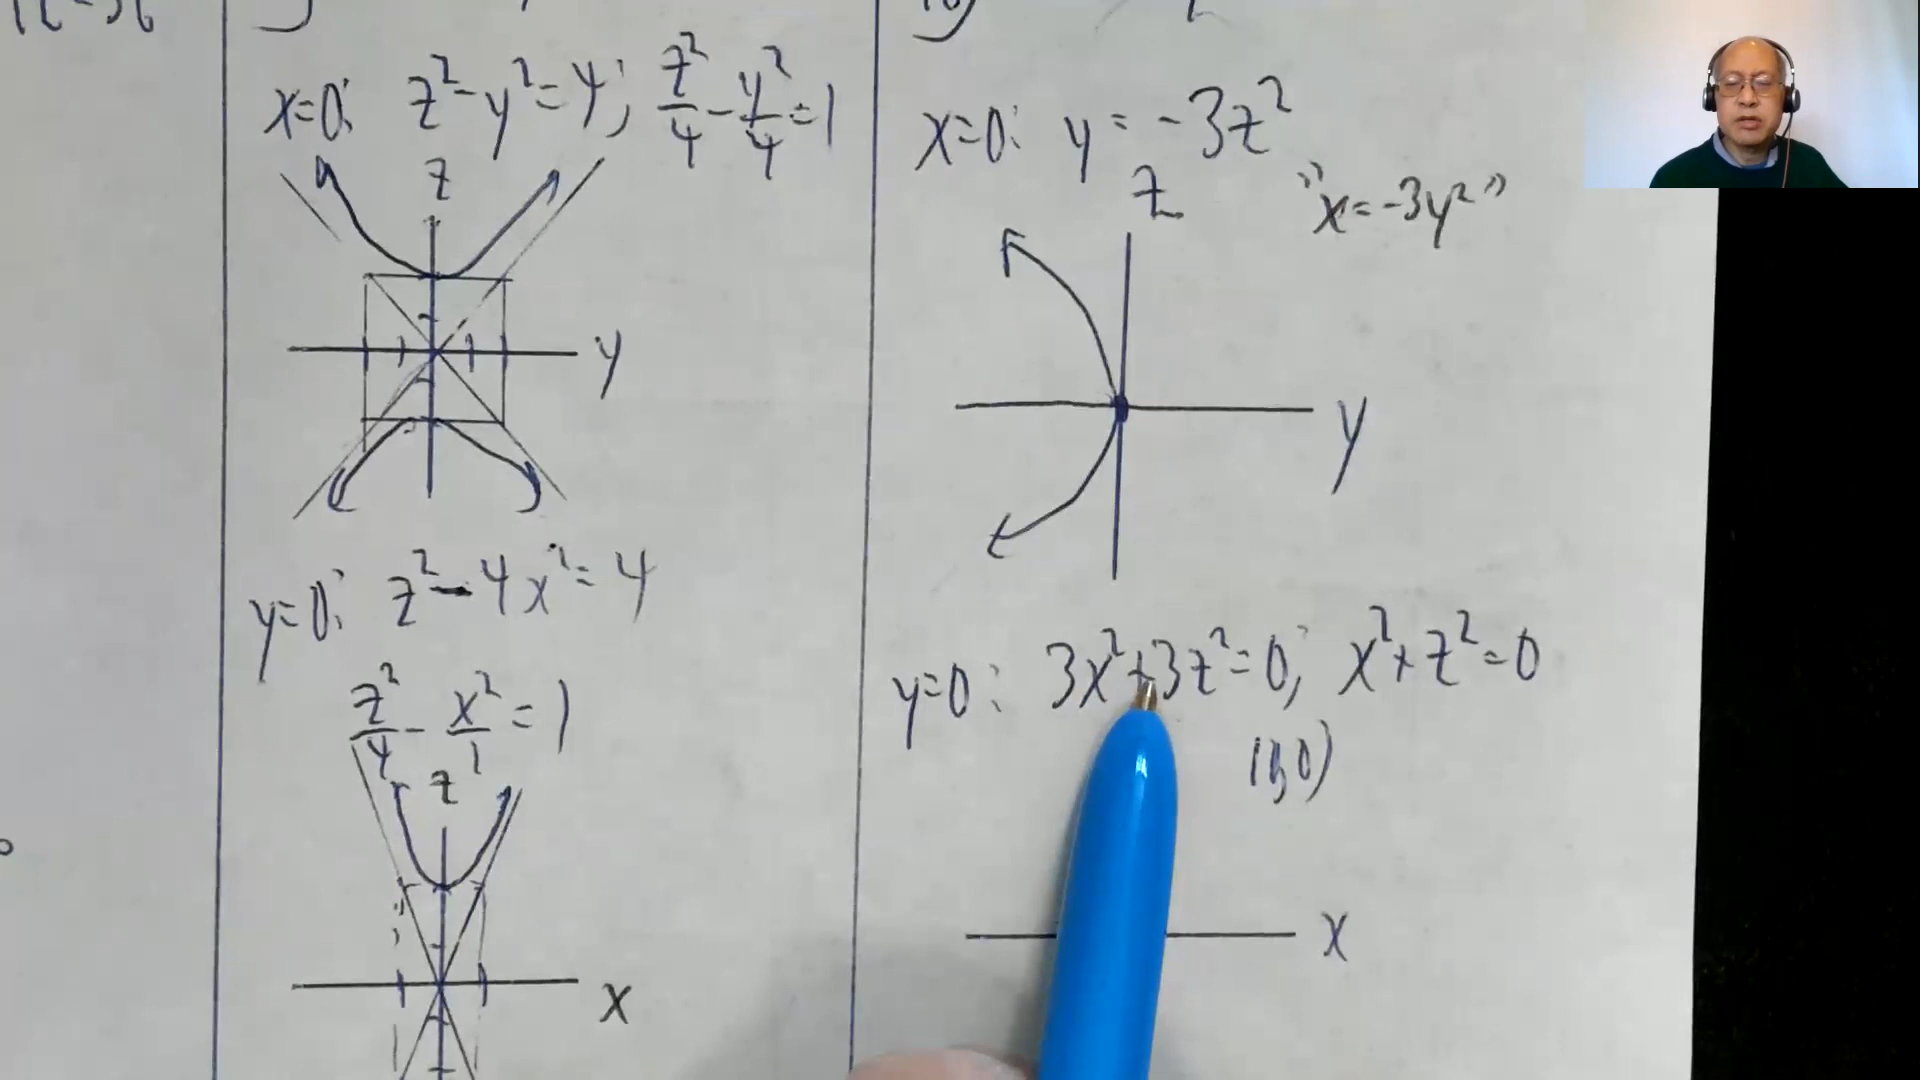 x=0: z²-y²=4; z²/4 - y²/4 = 1
z
y
y=0: z²-4x²=4
z²/4 - x²/1 = 1
z
x
x=0: y=-3z²
"x=-3y²"
z
y
y=0: 3x²+3z²=0; x²+z²=0
(0,0)
x